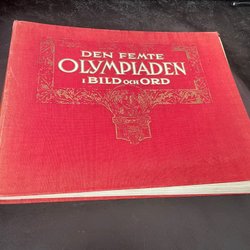 DEN FEMTE
OLYMPIADEN
I BILD OCH ORD